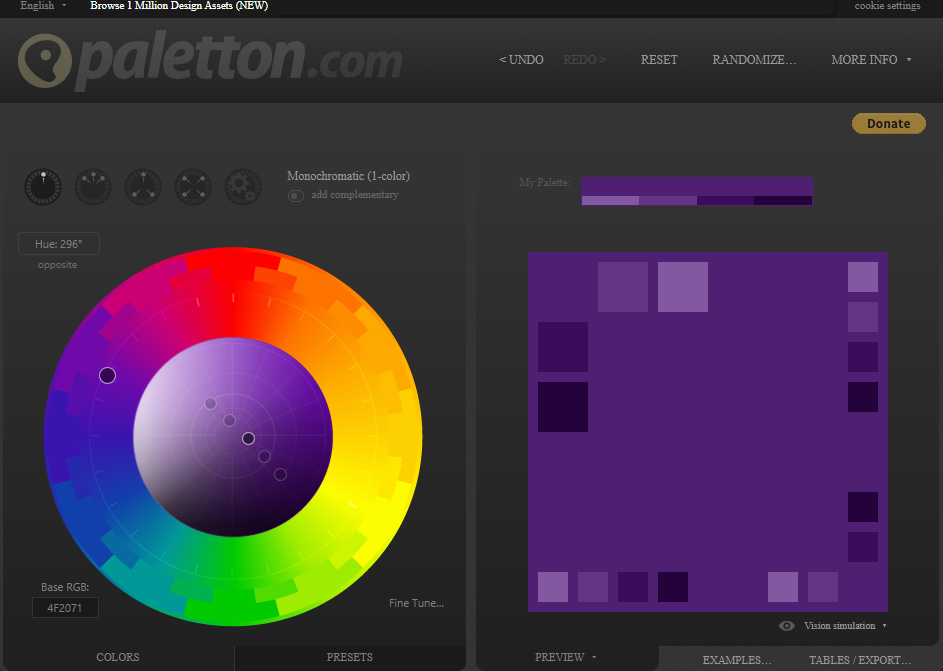 English
Browse 1 Million Design Assets (NEW)
cookie settings
paletton.com
< UNDO
REDO >
RESET
RANDOMIZE...
MORE INFO
Donate
Monochromatic (1-color)
add complementary
My Palette:
Hue: 296°
opposite
Base RGB:
4F2071
Fine Tune...
Vision simulation
COLORS
PRESETS
PREVIEW
EXAMPLES...
TABLES / EXPORT...